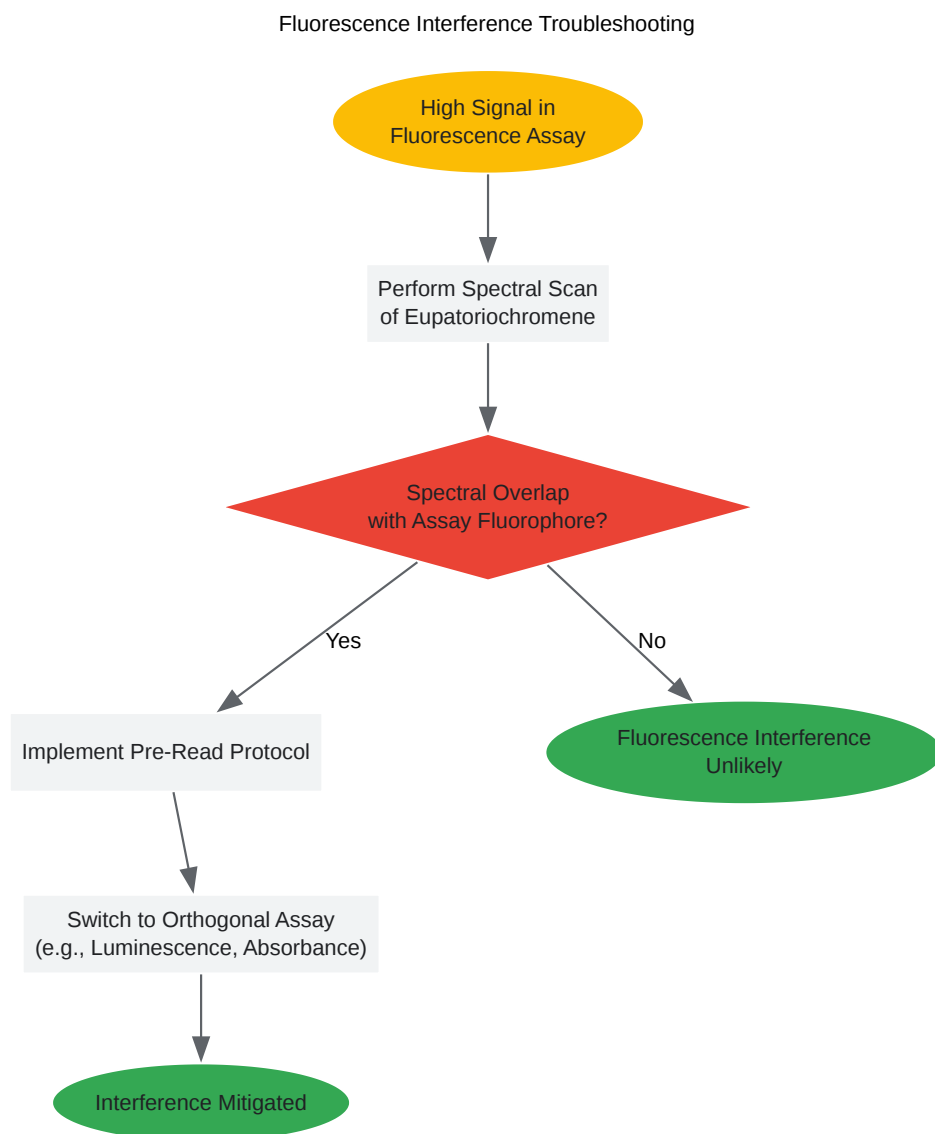 Fluorescence Interference Troubleshooting
High Signal in
Fluorescence Assay
Perform Spectral Scan
of Eupatoriochromene
Spectral Overlap
with Assay Fluorophore?
Yes
No
Implement Pre-Read Protocol
Fluorescence Interference
Unlikely
Switch to Orthogonal Assay
(e.g., Luminescence, Absorbance)
Interference Mitigated